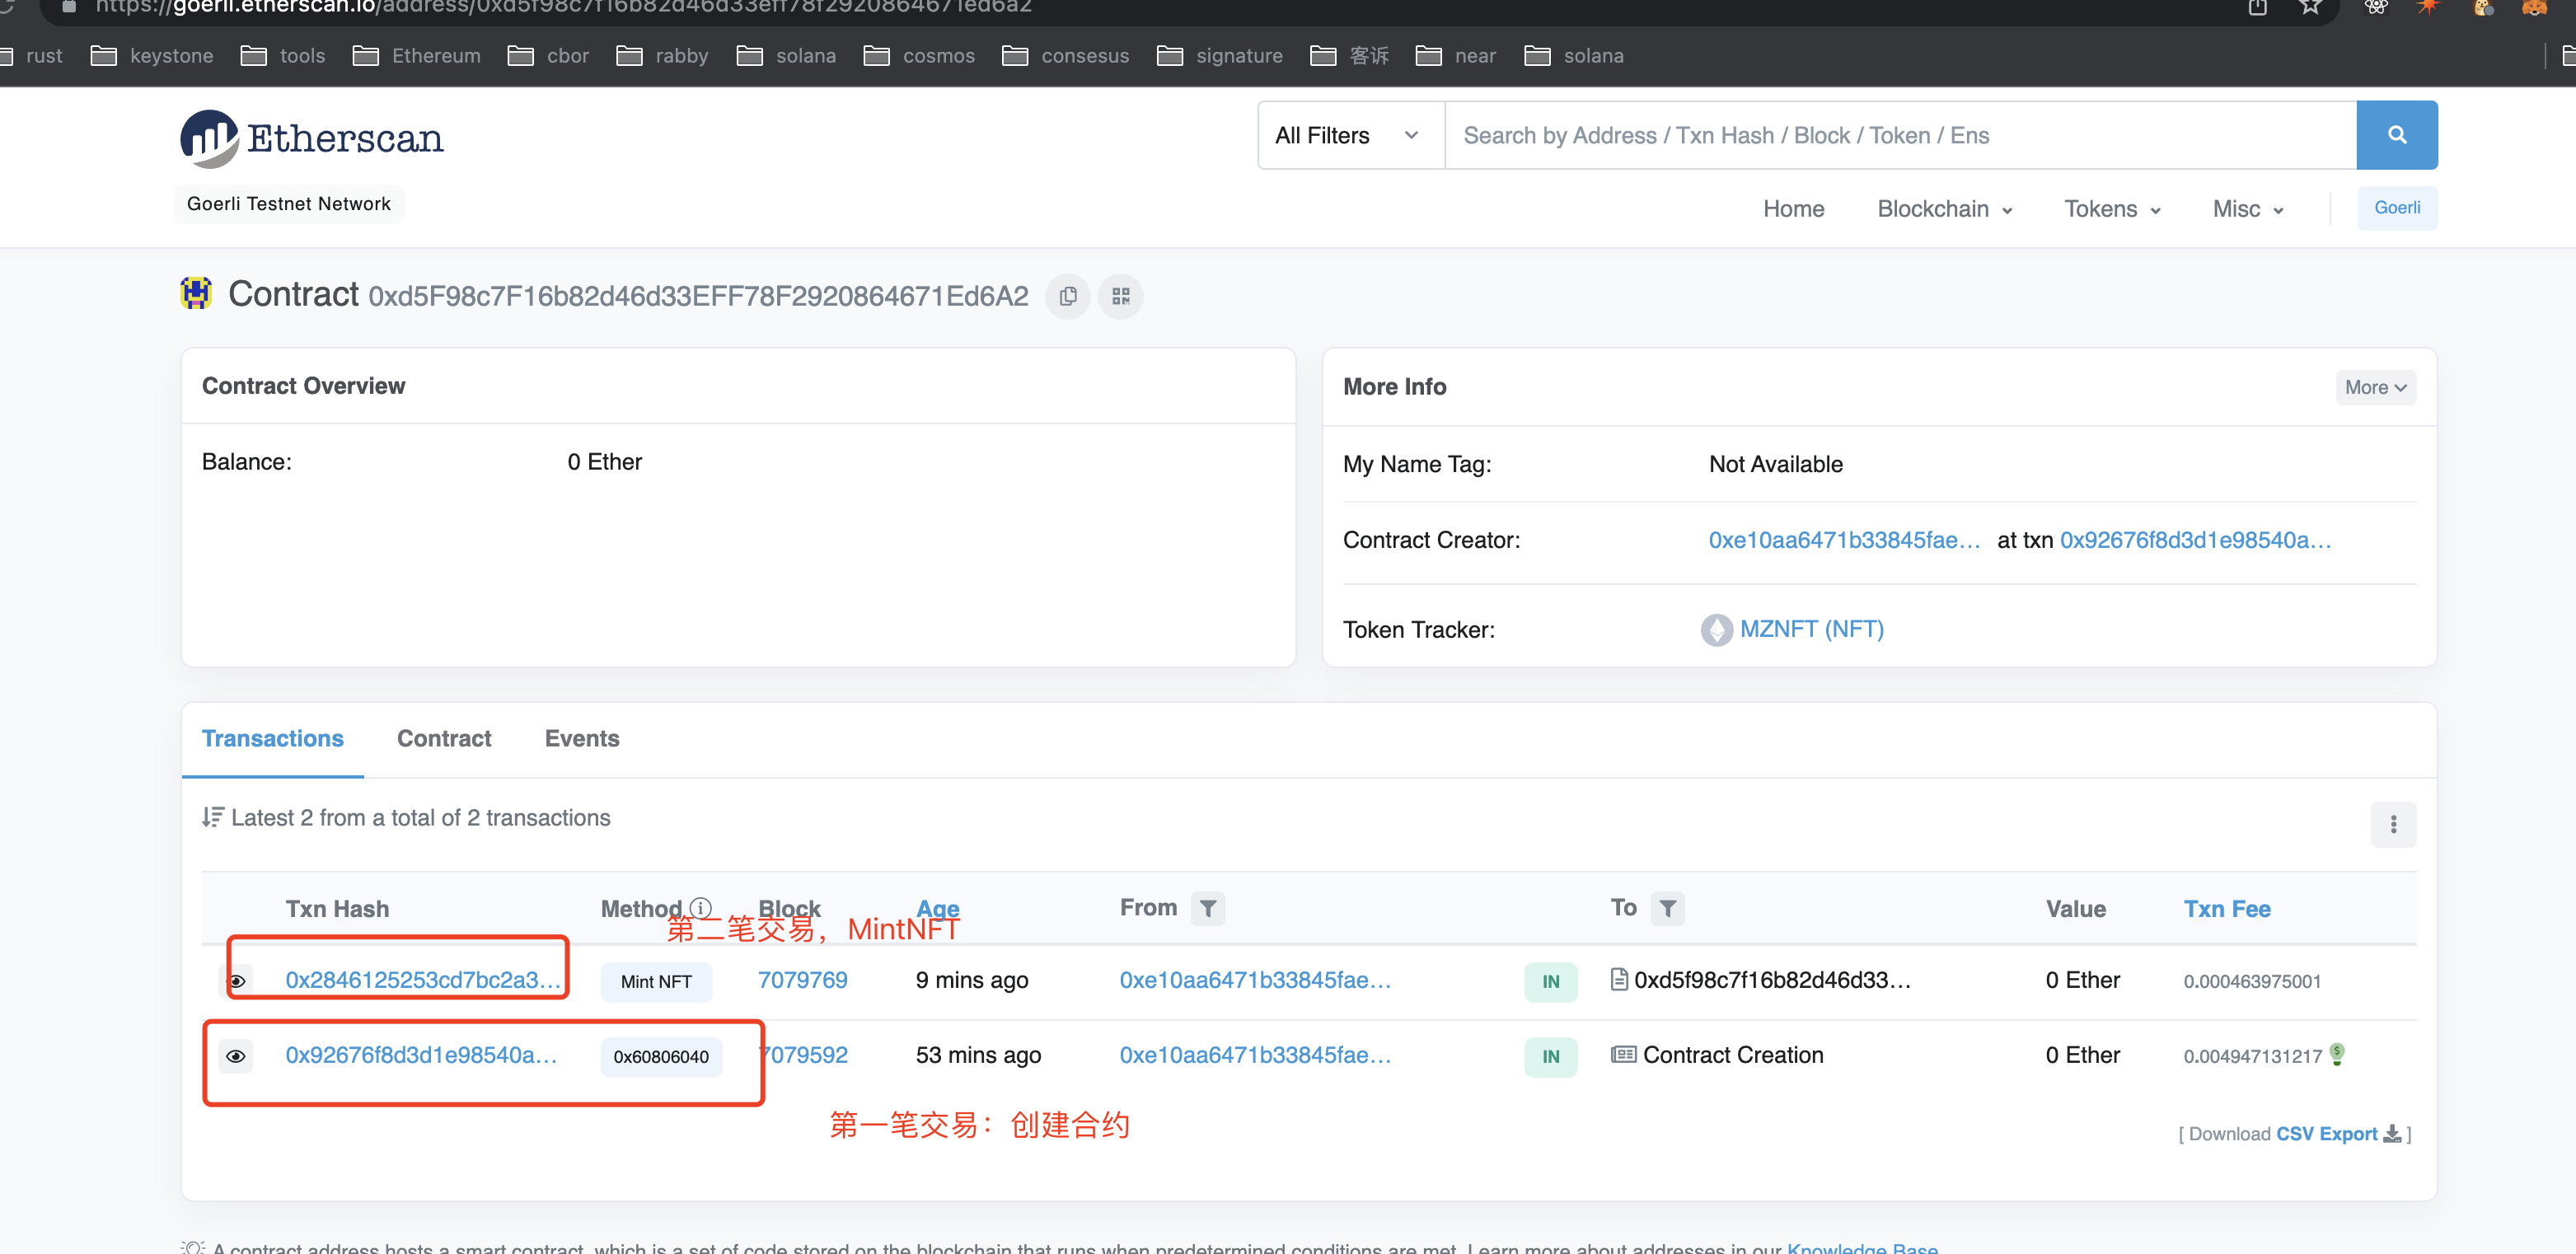 https://goerli.etherscan.io/address/0xd5f98c7f16b82d46d33eff78f2920864671ed6a2
rust keystone tools Ethereum cbor rabby solana cosmos consesus signature 客诉 near solana
Etherscan
All Filters Search by Address / Txn Hash / Block / Token / Ens
Goerli Testnet Network
Home Blockchain Tokens Misc Goerli
Contract 0xd5F98c7F16b82d46d33EFF78F2920864671Ed6A2
Contract Overview
Balance: 0 Ether
More Info More
My Name Tag: Not Available
Contract Creator: 0xe10aa6471b33845fae... at txn 0x92676f8d3d1e98540a...
Token Tracker: MZNFT (NFT)
Transactions Contract Events
Latest 2 from a total of 2 transactions
Txn Hash Method Block Age From To Value Txn Fee
第二笔交易，MintNFT
0x2846125253cd7bc2a3... Mint NFT 7079769 9 mins ago 0xe10aa6471b33845fae... IN 0xd5f98c7f16b82d46d33... 0 Ether 0.000463975001
0x92676f8d3d1e98540a... 0x60806040 7079592 53 mins ago 0xe10aa6471b33845fae... IN Contract Creation 0 Ether 0.004947131217
第一笔交易：创建合约
[ Download CSV Export ]
A contract address hosts a smart contract, which is a set of code stored on the blockchain that runs when predetermined conditions are met. Learn more about addresses in our Knowledge Base